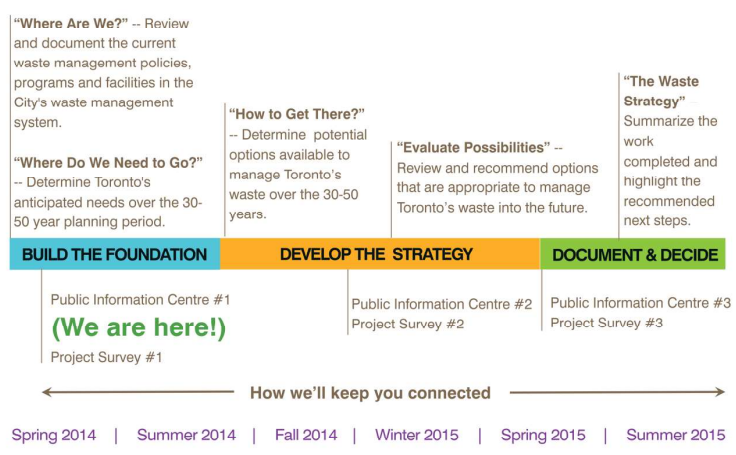 “Where Are We?” -- Review
and document the current
waste management policies,
programs and facilities in the
City's waste management
system.
“Where Do We Need to Go?”
-- Determine Toronto's
anticipated needs over the 30-
50 year planning period.
“How to Get There?”
-- Determine potential
options available to
manage Toronto’s
waste over the 30-50
years.
“Evaluate Possibilities” --
Review and recommend options
that are appropriate to manage
Toronto’s waste into the future.
“The Waste
Strategy” --
Summarize the
work
completed and
highlight the
recommended
next steps.
BUILD THE FOUNDATION
DEVELOP THE STRATEGY
DOCUMENT & DECIDE
Public Information Centre #1
(We are here!)
Project Survey #1
Public Information Centre #2
Project Survey #2
Public Information Centre #3
Project Survey #3
How we’ll keep you connected
Spring 2014 | Summer 2014 | Fall 2014 | Winter 2015 | Spring 2015 | Summer 2015